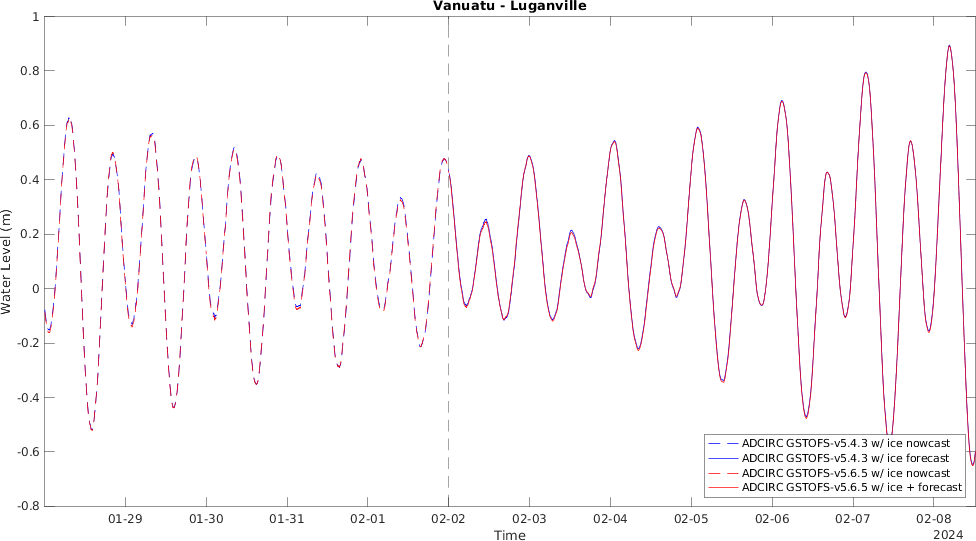 Vanuatu - Luganville
1
0.8
0.6
0.4
0.2
0
-0.2
-0.4
-0.6
-0.8
Water Level (m)
ADCIRC GSTOFS-v5.4.3 w/ ice nowcast
ADCIRC GSTOFS-v5.4.3 w/ ice forecast
ADCIRC GSTOFS-v5.6.5 w/ ice nowcast
ADCIRC GSTOFS-v5.6.5 w/ ice + forecast
01-29 01-30 01-31 02-01 02-02 02-03 02-04 02-05 02-06 02-07 02-08
Time
2024